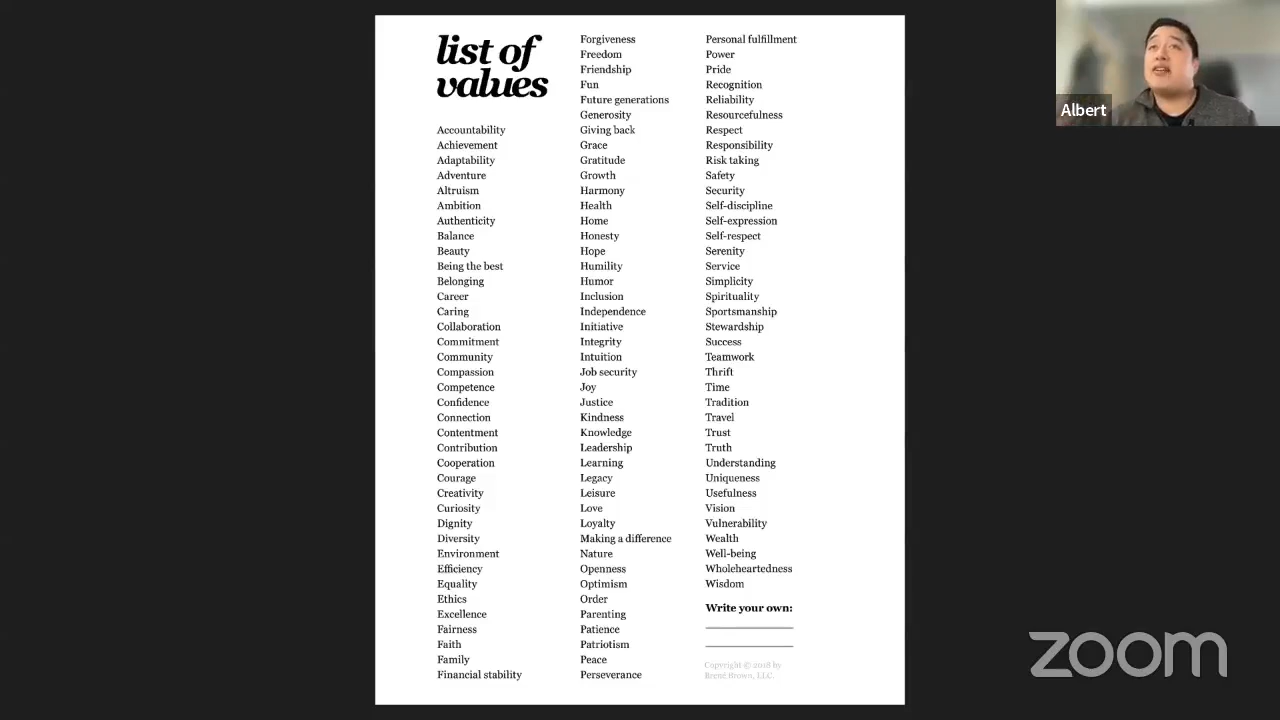 list of
values
Accountability
Achievement
Adaptability
Adventure
Altruism
Ambition
Authenticity
Balance
Beauty
Being the best
Belonging
Career
Caring
Collaboration
Commitment
Community
Compassion
Competence
Confidence
Connection
Contentment
Contribution
Cooperation
Courage
Creativity
Curiosity
Dignity
Diversity
Environment
Efficiency
Equality
Ethics
Excellence
Fairness
Faith
Family
Financial stability
Forgiveness
Freedom
Friendship
Fun
Future generations
Generosity
Giving back
Grace
Gratitude
Growth
Harmony
Health
Home
Honesty
Hope
Humility
Humor
Inclusion
Independence
Initiative
Integrity
Intuition
Job security
Joy
Justice
Kindness
Knowledge
Leadership
Learning
Legacy
Leisure
Love
Loyalty
Making a difference
Nature
Openness
Optimism
Order
Parenting
Patience
Patriotism
Peace
Perseverance
Personal fulfillment
Power
Pride
Recognition
Reliability
Resourcefulness
Respect
Responsibility
Risk taking
Safety
Security
Self-discipline
Self-expression
Self-respect
Serenity
Service
Simplicity
Spirituality
Sportsmanship
Stewardship
Success
Teamwork
Thrift
Time
Tradition
Travel
Trust
Truth
Understanding
Uniqueness
Usefulness
Vision
Vulnerability
Wealth
Well-being
Wholeheartedness
Wisdom
Write your own:
Copyright © 2018 by
Brené Brown, LLC.
Albert
zoom